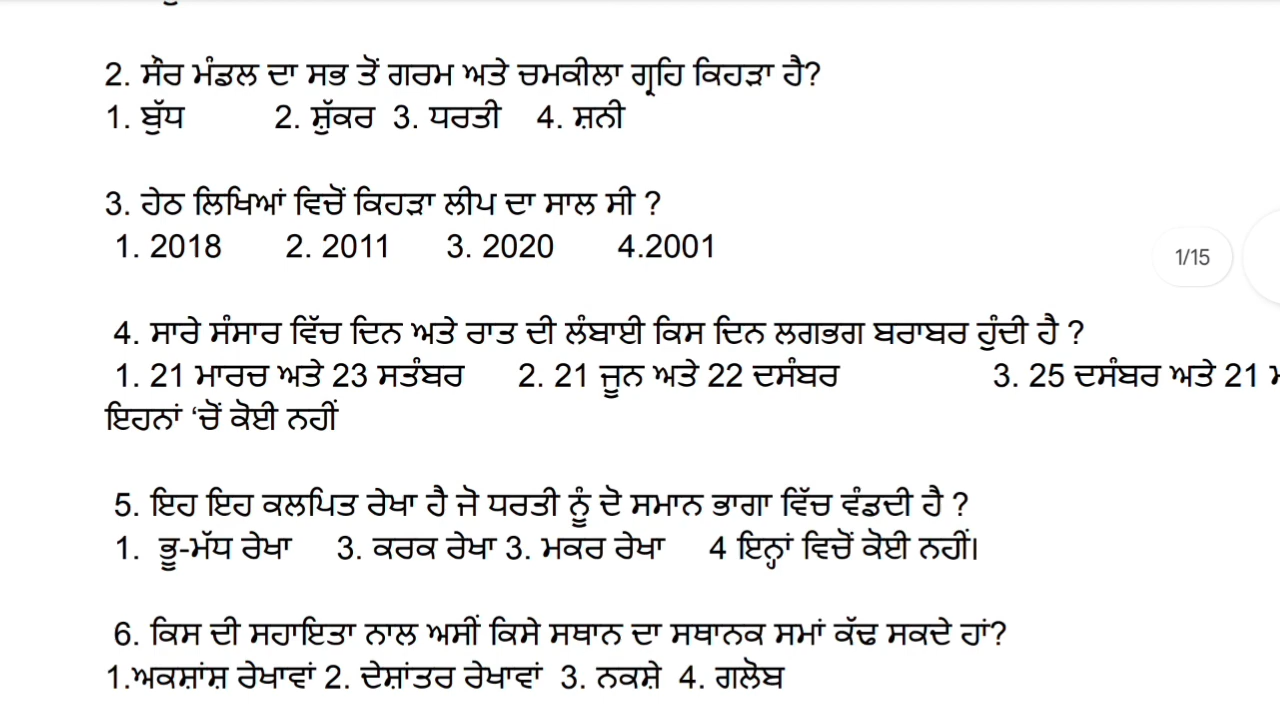 2. ਸੌਰ ਮੰਡਲ ਦਾ ਸਭ ਤੋਂ ਗਰਮ ਅਤੇ ਚਮਕੀਲਾ ਗ੍ਰਹਿ ਕਿਹੜਾ ਹੈ?
1. ਬੁੱਧ 2. ਸ਼ੁੱਕਰ 3. ਧਰਤੀ 4. ਸ਼ਨੀ
3. ਹੇਠ ਲਿਖਿਆਂ ਵਿਚੋਂ ਕਿਹੜਾ ਲੀਪ ਦਾ ਸਾਲ ਸੀ ?
1. 2018 2. 2011 3. 2020 4.2001
1/15
4. ਸਾਰੇ ਸੰਸਾਰ ਵਿੱਚ ਦਿਨ ਅਤੇ ਰਾਤ ਦੀ ਲੰਬਾਈ ਕਿਸ ਦਿਨ ਲਗਭਗ ਬਰਾਬਰ ਹੁੰਦੀ ਹੈ ?
1. 21 ਮਾਰਚ ਅਤੇ 23 ਸਤੰਬਰ 2. 21 ਜੂਨ ਅਤੇ 22 ਦਸੰਬਰ 3. 25 ਦਸੰਬਰ ਅਤੇ 21
ਇਹਨਾਂ ‘ਚੋਂ ਕੋਈ ਨਹੀਂ
5. ਇਹ ਇਹ ਕਲਪਿਤ ਰੇਖਾ ਹੈ ਜੋ ਧਰਤੀ ਨੂੰ ਦੋ ਸਮਾਨ ਭਾਗਾ ਵਿੱਚ ਵੰਡਦੀ ਹੈ ?
1. ਭੂ-ਮੱਧ ਰੇਖਾ 3. ਕਰਕ ਰੇਖਾ 3. ਮਕਰ ਰੇਖਾ 4 ਇਨ੍ਹਾਂ ਵਿਚੋਂ ਕੋਈ ਨਹੀਂ।
6. ਕਿਸ ਦੀ ਸਹਾਇਤਾ ਨਾਲ ਅਸੀਂ ਕਿਸੇ ਸਥਾਨ ਦਾ ਸਥਾਨਕ ਸਮਾਂ ਕੱਢ ਸਕਦੇ ਹਾਂ?
1.ਅਕਸ਼ਾਂਸ਼ ਰੇਖਾਵਾਂ 2. ਦੇਸ਼ਾਂਤਰ ਰੇਖਾਵਾਂ 3. ਨਕਸ਼ੇ 4. ਗਲੋਬ